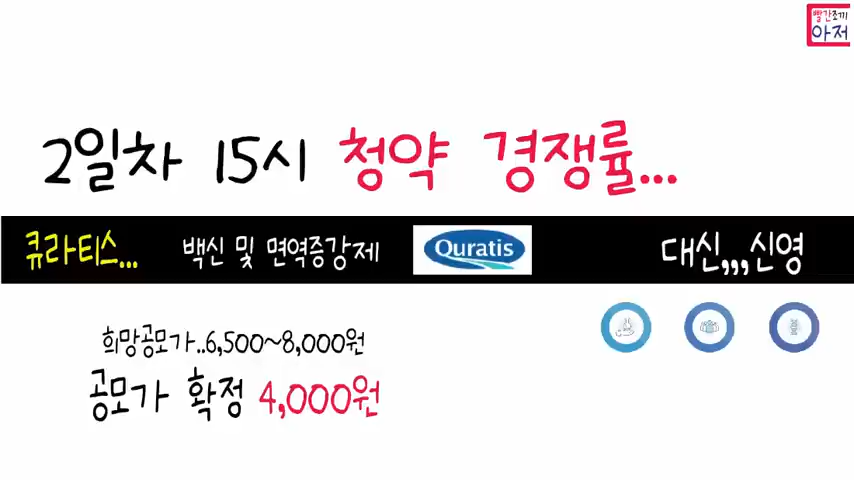 빨간조끼
아저
2일차 15시 청약 경쟁률...
큐라티스... 백신 및 면역증강제 Quratis 대신,,,신영
희망공모가..6,500~8,000원
공모가 확정 4,000원